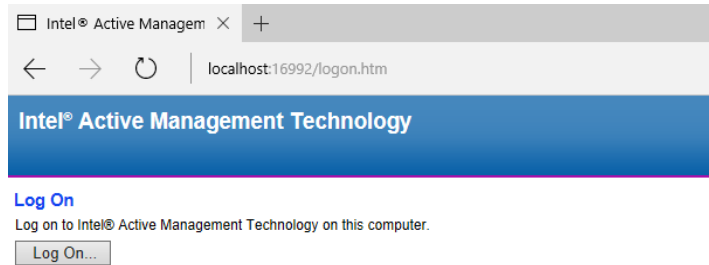 Intel® Active Managem
localhost:16992/logon.htm
Intel® Active Management Technology
Log On
Log on to Intel® Active Management Technology on this computer.
Log On...